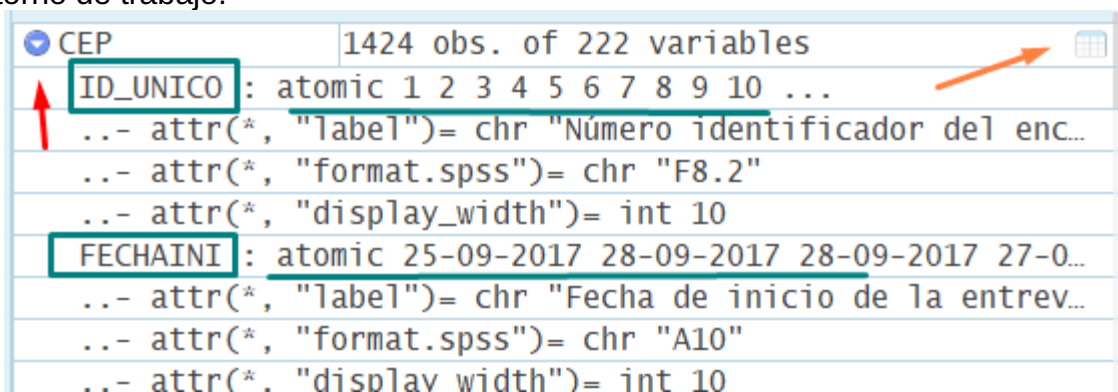 trabajo.
CEP 1424 obs. of 222 variables
ID_UNICO : atomic 1 2 3 4 5 6 7 8 9 10 ...
..- attr(*, "label")= chr "Número identificador del enc…
..- attr(*, "format.spss")= chr "F8.2"
..- attr(*, "display_width")= int 10
FECHAINI : atomic 25-09-2017 28-09-2017 28-09-2017 27-0…
..- attr(*, "label")= chr "Fecha de inicio de la entrev…
..- attr(*, "format.spss")= chr "A10"
..- attr(*, "display_width")= int 10